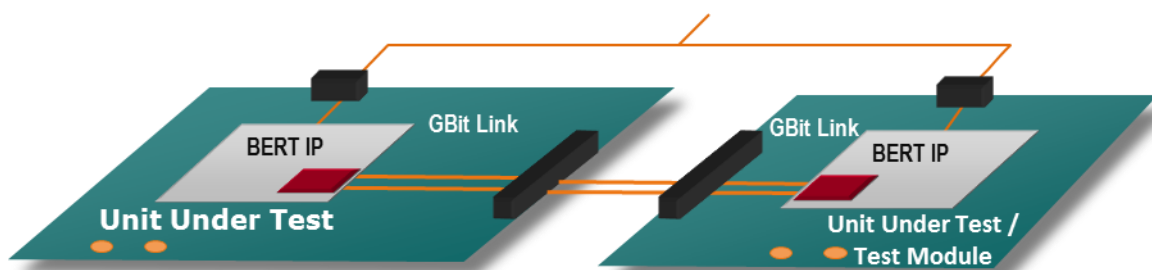 GBit Link
BERT IP
Unit Under Test
GBit Link
BERT IP
Unit Under Test /
Test Module